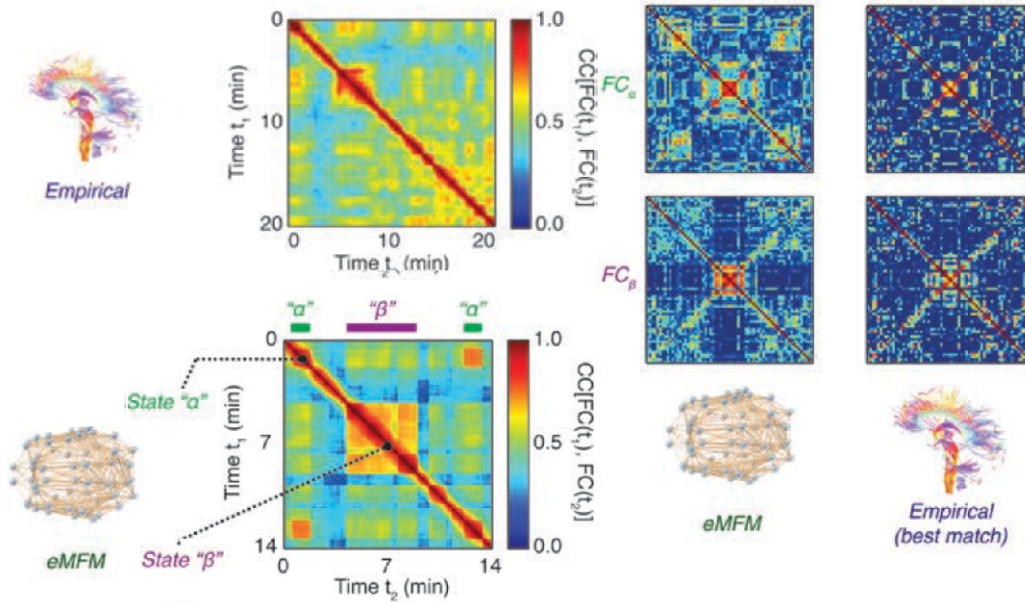 0
10
20
Time t₁ (min)
0
10
20
Time t₂ (min)
1.0
0.5
0.0
CC[FC(t₁), FC(t₂)]
Empirical
FCα
FCβ
"α"
"β"
"α"
0
7
14
Time t₁ (min)
0
7
14
Time t₂ (min)
1.0
0.5
0.0
CC[FC(t₁), FC(t₂)]
State "α"
State "β"
eMFM
eMFM
Empirical
(best match)